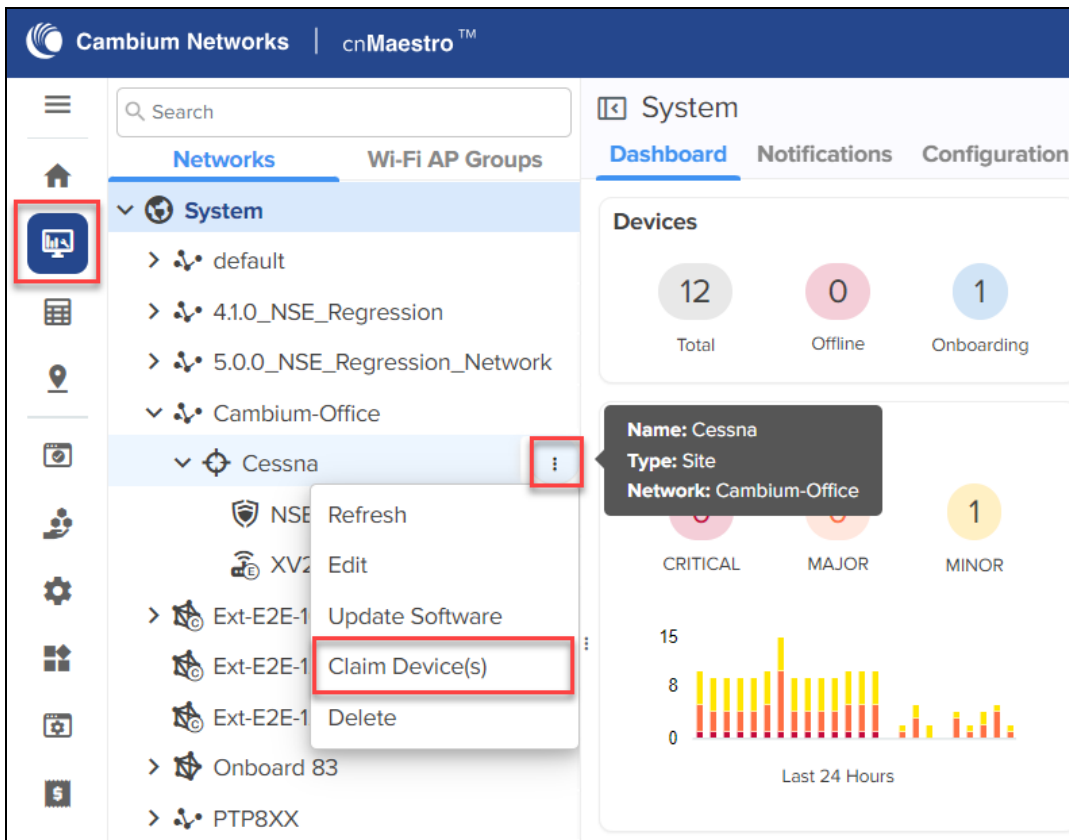 Cambium Networks | cnMaestro™
Search
Networks Wi-Fi AP Groups
System
default
4.1.0_NSE_Regression
5.0.0_NSE_Regression_Network
Cambium-Office
Cessna
NSE
XV2
Ext-E2E-1
Ext-E2E-1
Ext-E2E-1
Onboard 83
PTP8XX
Refresh
Edit
Update Software
Claim Device(s)
Delete
System
Dashboard Notifications Configuration
Devices
12 0 1
Total Offline Onboarding
Name: Cessna
Type: Site
Network: Cambium-Office
1
CRITICAL MAJOR MINOR
15
8
0
Last 24 Hours